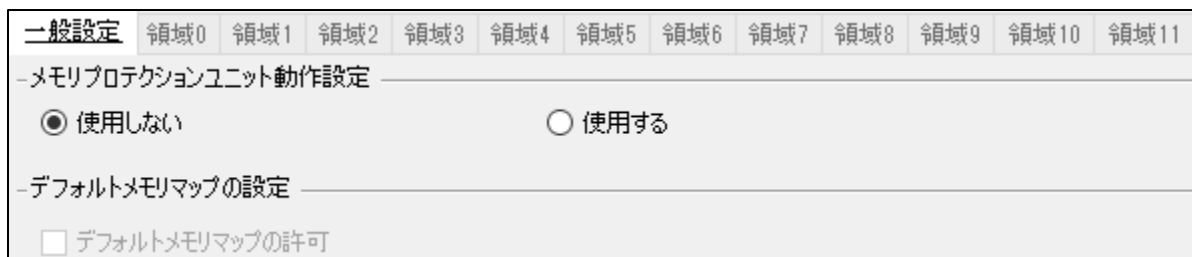 一般設定 領域0 領域1 領域2 領域3 領域4 領域5 領域6 領域7 領域8 領域9 領域10 領域11
メモリプロテクションユニット動作設定
使用しない 使用する
デフォルトメモリマップの設定
デフォルトメモリマップの許可